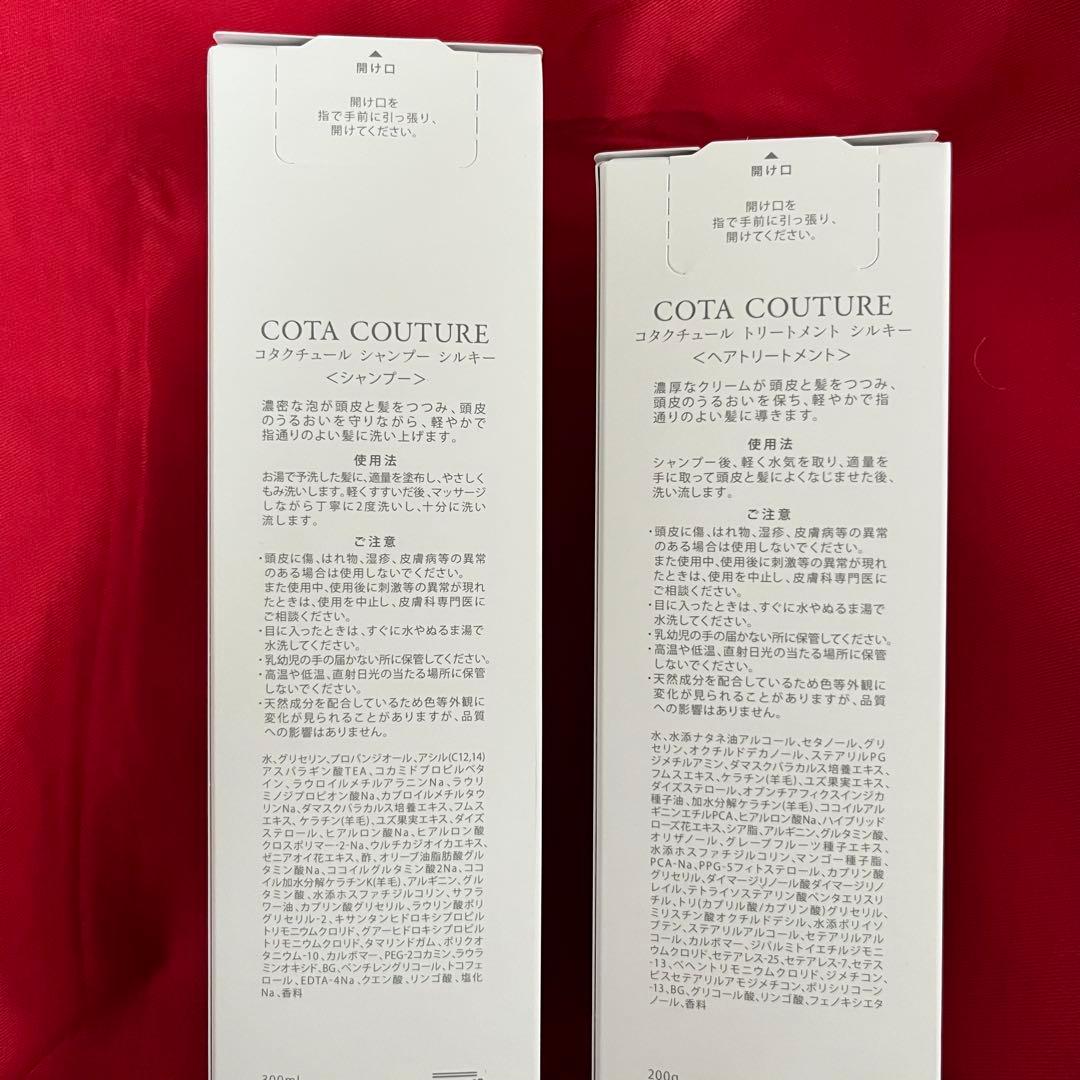 ▲
開け口
開け口を
指で手前に引っ張り、
開けてください。
COTA COUTURE
コタクチュール シャンプー シルキー
＜シャンプー＞
濃密な泡が頭皮と髪をつつみ、頭皮
のうるおいを守りながら、軽やかで
指通りのよい髪に洗い上げます。
使用法
お湯で予洗した髪に、適量を塗布し、やさしく
もみ洗いします。軽くすすいだ後、マッサージ
しながら丁寧に2度洗いし、十分に洗い
流します。
ご注意
・頭皮に傷、はれ物、湿疹、皮膚病等の異常
のある場合は使用しないでください。
また使用中、使用後に刺激等の異常が現れ
たときは、使用を中止し、皮膚科専門医に
ご相談ください。
・目に入ったときは、すぐに水やぬるま湯で
水洗してください。
・乳幼児の手の届かない所に保管してください。
・高温や低温、直射日光の当たる場所に保管
しないでください。
・天然成分を配合しているため色等外観に
変化が見られることがありますが、品質
への影響はありません。
水、グリセリン、プロパンジオール、アシル(C12,14)
アスパラギン酸TEA、コカミドプロピルベタ
イン、ラウロイルメチルアラニンNa、ラウリ
ミノジプロピオン酸Na、カプロイルメチルタウ
リンNa、ダマスクバラカルス培養エキス、フムス
エキス、ケラチン(羊毛)、ユズ果実エキス、ダイズ
ステロール、ヒアルロン酸Na、ヒアルロン酸
クロスポリマー-2-Na、ウルチカジオイカエキス、
ゼニアオイ花エキス、酢、オリーブ油脂肪酸グル
タミン酸Na、ココイルグルタミン酸2Na、ココ
イル加水分解ケラチンK(羊毛)、アルギニン、グル
タミン酸、水添ホスファチジルコリン、サフラ
ワー油、カプリン酸グリセリル、ラウリン酸ポリ
グリセリル-2、キサンタンヒドロキシプロピル
トリモニウムクロリド、グアーヒドロキシプロピル
トリモニウムクロリド、タマリンドガム、ポリクオ
タニウム-10、カルボマー、PEG-2コカミン、ラウラ
ミンオキシド、BG、ペンチレングリコール、トコフェ
ロール、EDTA-4Na、クエン酸、リンゴ酸、塩化
Na、香料
300ml
▲
開け口
開け口を
指で手前に引っ張り、
開けてください。
COTA COUTURE
コタクチュール トリートメント シルキー
＜ヘアトリートメント＞
濃厚なクリームが頭皮と髪をつつみ、
頭皮のうるおいを保ち、軽やかで指
通りのよい髪に導きます。
使用法
シャンプー後、軽く水気を取り、適量を
手に取って頭皮と髪によくなじませた後、
洗い流します。
ご注意
・頭皮に傷、はれ物、湿疹、皮膚病等の異常
のある場合は使用しないでください。
また使用中、使用後に刺激等の異常が現れ
たときは、使用を中止し、皮膚科専門医に
ご相談ください。
・目に入ったときは、すぐに水やぬるま湯で
水洗してください。
・乳幼児の手の届かない所に保管してください。
・高温や低温、直射日光の当たる場所に保管
しないでください。
・天然成分を配合しているため色等外観に
変化が見られることがありますが、品質
への影響はありません。
水、水添ナタネ油アルコール、セタノール、グリ
セリン、オクチルドデカノール、ステアリルPG
ジメチルアミン、ダマスクバラカルス培養エキス、
フムスエキス、ケラチン(羊毛)、ユズ果実エキス、
ダイズステロール、オプンチアフィクスインジカ
種子油、加水分解ケラチン(羊毛)、ココイルアル
ギニンエチルPCA、ヒアルロン酸Na、ハイブリッド
ローズ花エキス、シア脂、アルギニン、グルタミン酸、
オリザノール、グレープフルーツ種子エキス、
水添ホスファチジルコリン、マンゴー種子脂、
PCA-Na、PPG-5フィトステロール、カプリン酸
グリセリル、ダイマージリノール酸ダイマージリノ
レイル、テトライソステアリン酸ペンタエリスリ
チル、トリ(カプリル酸/カプリン酸)グリセリル、
ミリスチン酸オクチルドデシル、水添ポリイソ
ブテン、ステアリルアルコール、セテアリルアル
コール、カルボマー、ジパルミトイエチルジモニ
ウムクロリド、セテアレス-25、セテアレス-7、セテス
-13、ベヘントリモニウムクロリド、ジメチコン、
ビスセテアリルアモジメチコン、ポリシリコーン
-13、BG、グリコール酸、リンゴ酸、フェノキシエタ
ノール、香料
200g